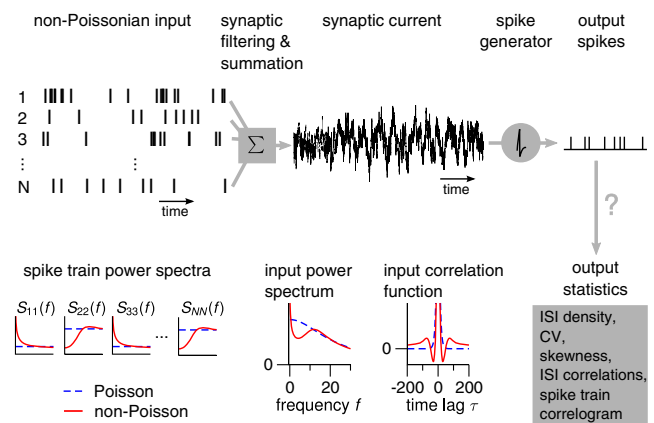 non-Poissonian input
synaptic
filtering &
summation
synaptic current
spike
generator
output
spikes
1
2
3
⋮
⋮
N
time
Σ
time
?
spike train power spectra
S11(f) S22(f) S33(f) ... SNN(f)
Poisson
non-Poisson
input power
spectrum
0 20
frequency f
input correlation
function
0
-200 0 200
time lag τ
output
statistics
ISI density,
CV,
skewness,
ISI correlations,
spike train
correlogram